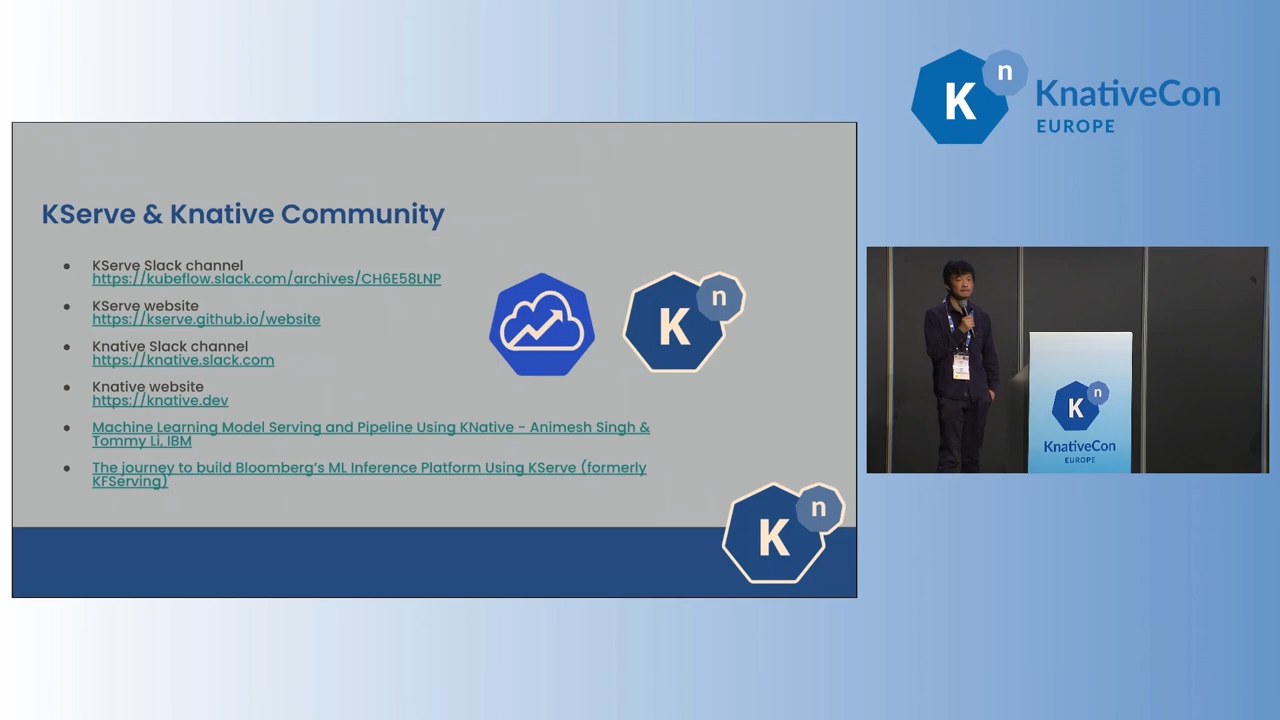 K n KnativeCon
EUROPE
KServe & Knative Community
● KServe Slack channel
https://kubeflow.slack.com/archives/CH6E58LNP
● KServe website
https://kserve.github.io/website
● Knative Slack channel
https://knative.slack.com
● Knative website
https://knative.dev
● Machine Learning Model Serving and Pipeline Using KNative - Animesh Singh &
Tommy Li, IBM
● The journey to build Bloomberg’s ML Inference Platform Using KServe (formerly
KFServing)
K n
K n
K n
KnativeCon
EUROPE